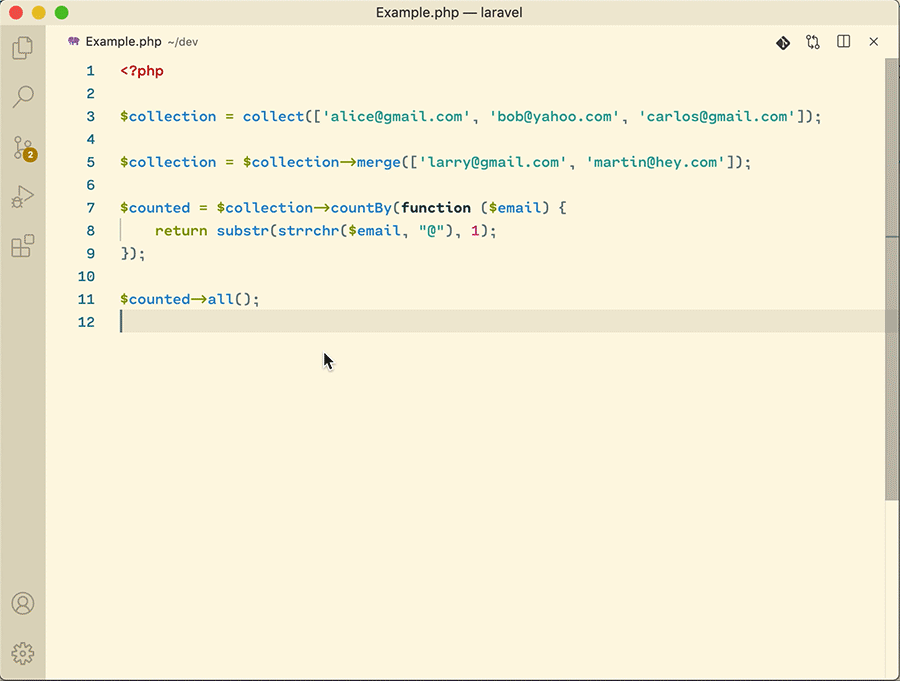 Example.php — laravel
Example.php ~/dev
1 <?php
2
3 $collection = collect(['alice@gmail.com', 'bob@yahoo.com', 'carlos@gmail.com']);
4
5 $collection = $collection->merge(['larry@gmail.com', 'martin@hey.com']);
6
7 $counted = $collection->countBy(function ($email) {
8     return substr(strrchr($email, "@"), 1);
9 });
10
11 $counted->all();
12
2